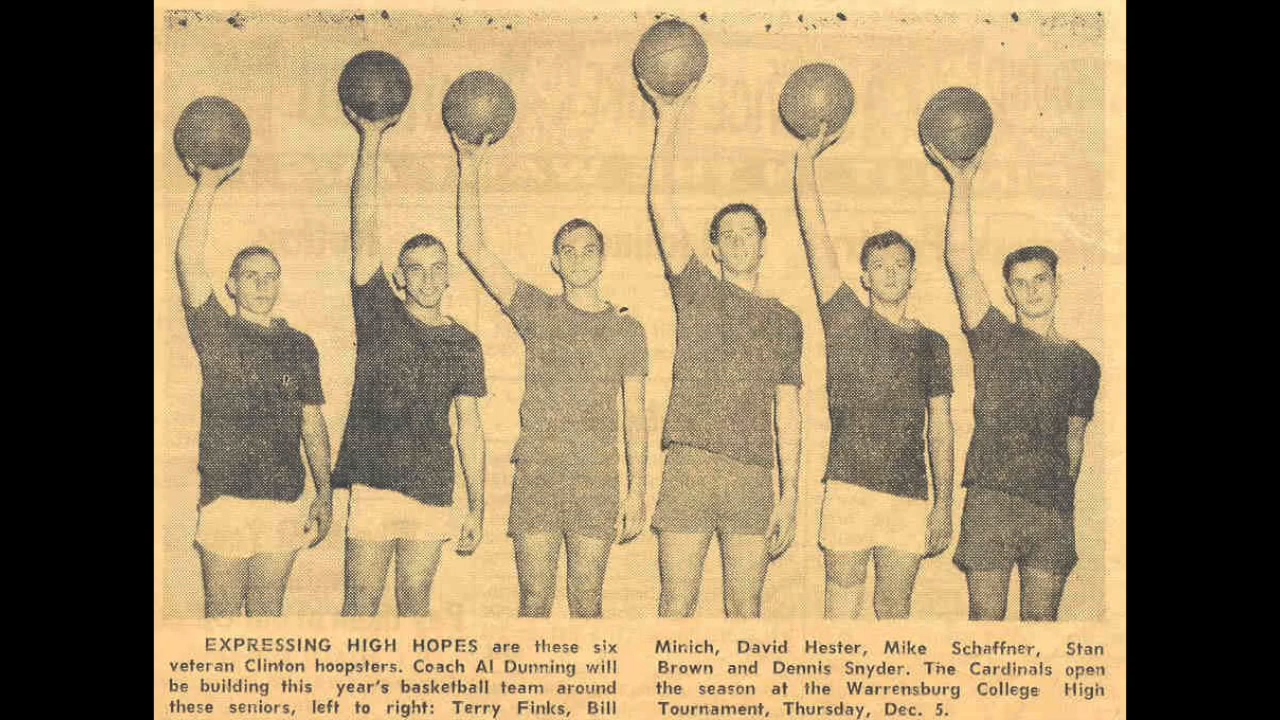 EXPRESSING HIGH HOPES are these six
veteran Clinton hoopsters. Coach Al Dunning will
be building this year's basketball team around
these seniors, left to right: Terry Finks, Bill
Minich, David Hester, Mike Schaffner, Stan
Brown and Dennis Snyder. The Cardinals open
the season at the Warrensburg College High
Tournament, Thursday, Dec. 5.